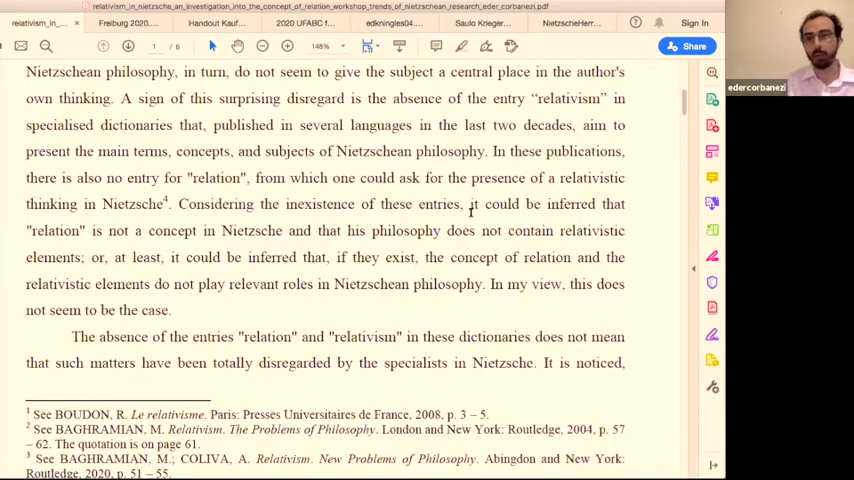 relativism_in_nietzsche_an_investigation_into_the_concept_of_relation_workshop_trends_of_nietzschean_research_eder_corbanezi.pdf
relativism_in_... × Freiburg 2020.... Handout Kauf... 2020 UFABC f... edkingles04.... Saulo Krieger... NietzscheHerr... Sign In
1 / 6 148% Share
edercorbanezi
Nietzschean philosophy, in turn, do not seem to give the subject a central place in the author's
own thinking. A sign of this surprising disregard is the absence of the entry “relativism” in
specialised dictionaries that, published in several languages in the last two decades, aim to
present the main terms, concepts, and subjects of Nietzschean philosophy. In these publications,
there is also no entry for "relation", from which one could ask for the presence of a relativistic
thinking in Nietzsche4. Considering the inexistence of these entries, it could be inferred that
"relation" is not a concept in Nietzsche and that his philosophy does not contain relativistic
elements; or, at least, it could be inferred that, if they exist, the concept of relation and the
relativistic elements do not play relevant roles in Nietzschean philosophy. In my view, this does
not seem to be the case.
The absence of the entries "relation" and "relativism" in these dictionaries does not mean
that such matters have been totally disregarded by the specialists in Nietzsche. It is noticed,
1 See BOUDON, R. Le relativisme. Paris: Presses Universitaires de France, 2008, p. 3 – 5.
2 See BAGHRAMIAN, M. Relativism. The Problems of Philosophy. London and New York: Routledge, 2004, p. 57
– 62. The quotation is on page 61.
3 See BAGHRAMIAN, M.; COLIVA, A. Relativism. New Problems of Philosophy. Abingdon and New York:
Routledge, 2020, p. 51 – 55.